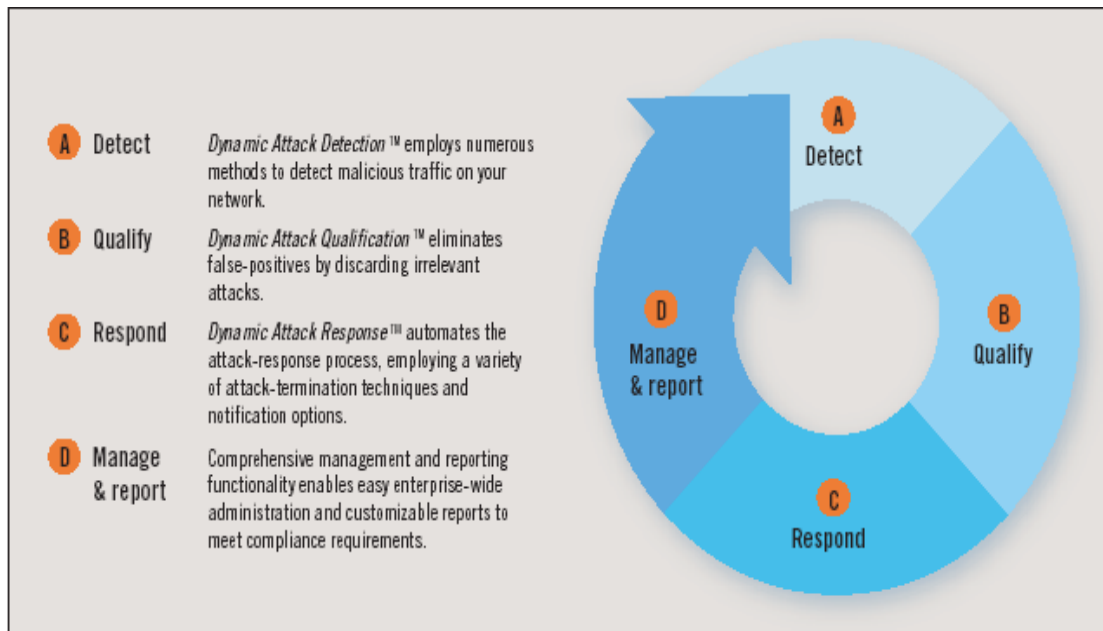 A Detect Dynamic Attack Detection™ employs numerous
methods to detect malicious traffic on your
network.
B Qualify Dynamic Attack Qualification™ eliminates
false-positives by discarding irrelevant
attacks.
C Respond Dynamic Attack Response™ automates the
attack-response process, employing a variety
of attack-termination techniques and
notification options.
D Manage Comprehensive management and reporting
& report functionality enables easy enterprise-wide
administration and customizable reports to
meet compliance requirements.
A
Detect
B
Qualify
C
Respond
D
Manage
& report